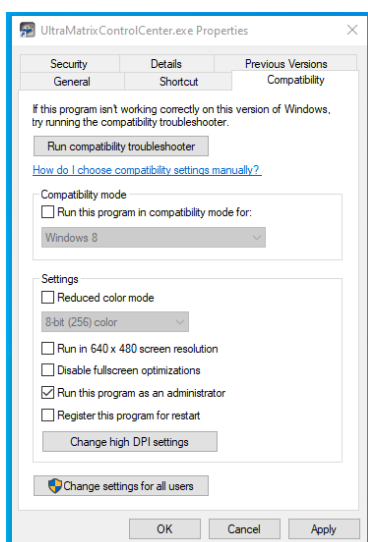 UltraMatrixControlCenter.exe Properties
Security Details Previous Versions
General Shortcut Compatibility
If this program isn't working correctly on this version of Windows,
try running the compatibility troubleshooter.
Run compatibility troubleshooter
How do I choose compatibility settings manually?
Compatibility mode
Run this program in compatibility mode for:
Windows 8
Settings
Reduced color mode
8-bit (256) color
Run in 640 x 480 screen resolution
Disable fullscreen optimizations
Run this program as an administrator
Register this program for restart
Change high DPI settings
Change settings for all users
OK Cancel Apply